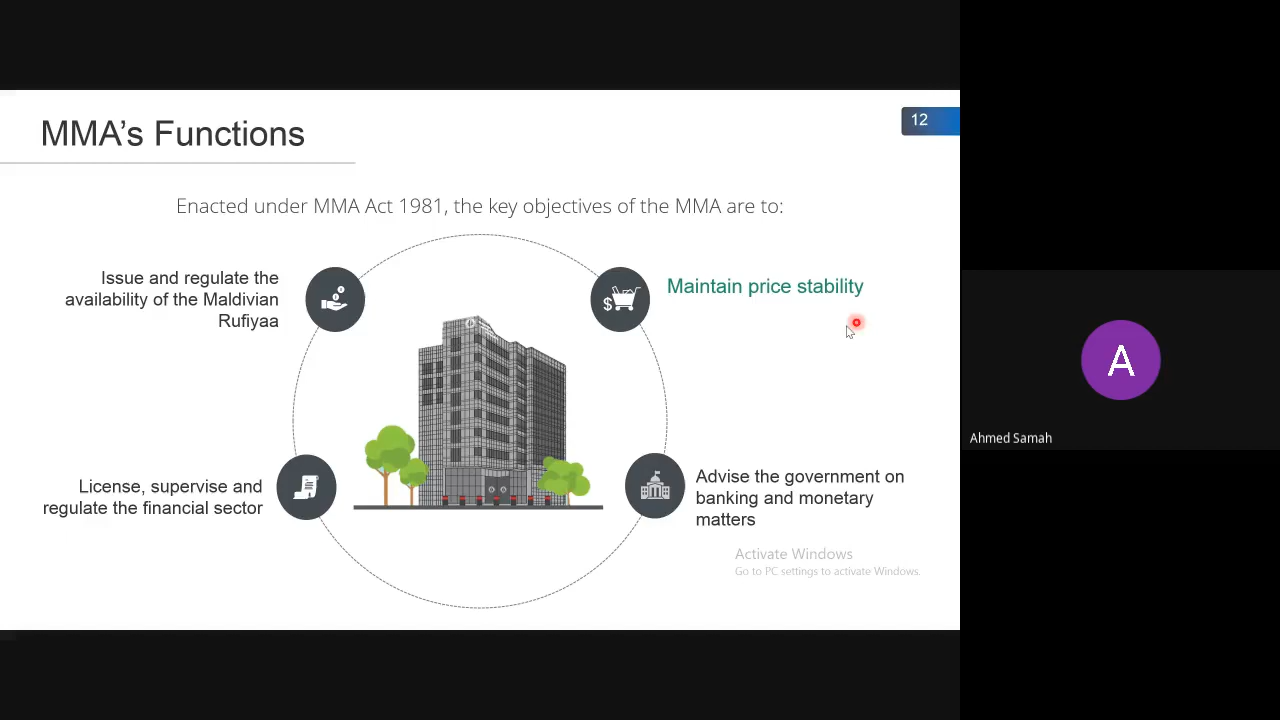 MMA's Functions
12
Enacted under MMA Act 1981, the key objectives of the MMA are to:
Issue and regulate the
availability of the Maldivian
Rufiyaa
$
Maintain price stability
License, supervise and
regulate the financial sector
Advise the government on
banking and monetary
matters
Activate Windows
Go to PC settings to activate Windows.
A
Ahmed Samah